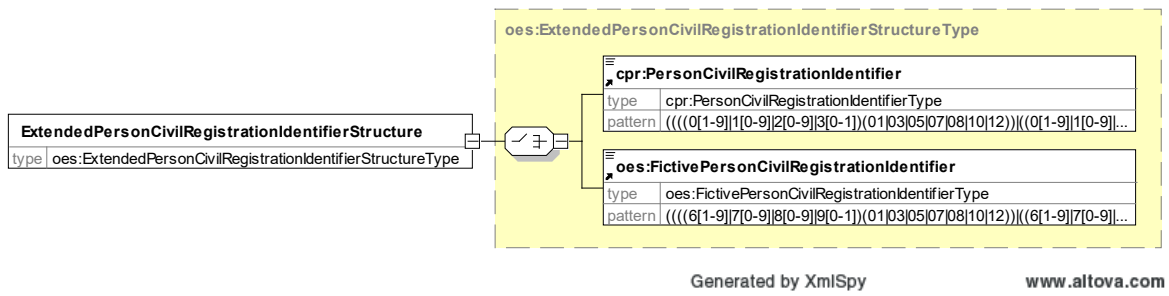 oes:ExtendedPersonCivilRegistrationIdentifierStructureType
cpr:PersonCivilRegistrationIdentifier
type cpr:PersonCivilRegistrationIdentifierType
pattern ((((0[1-9]|1[0-9]|2[0-9]|3[0-1])(01|03|05|07|08|10|12))|((0[1-9]|1[0-9]|...
ExtendedPersonCivilRegistrationIdentifierStructure
type oes:ExtendedPersonCivilRegistrationIdentifierStructureType
oes:FictivePersonCivilRegistrationIdentifier
type oes:FictivePersonCivilRegistrationIdentifierType
pattern ((((6[1-9]|7[0-9]|8[0-9]|9[0-1])(01|03|05|07|08|10|12))|((6[1-9]|7[0-9]|...
Generated by XmlSpy www.altova.com